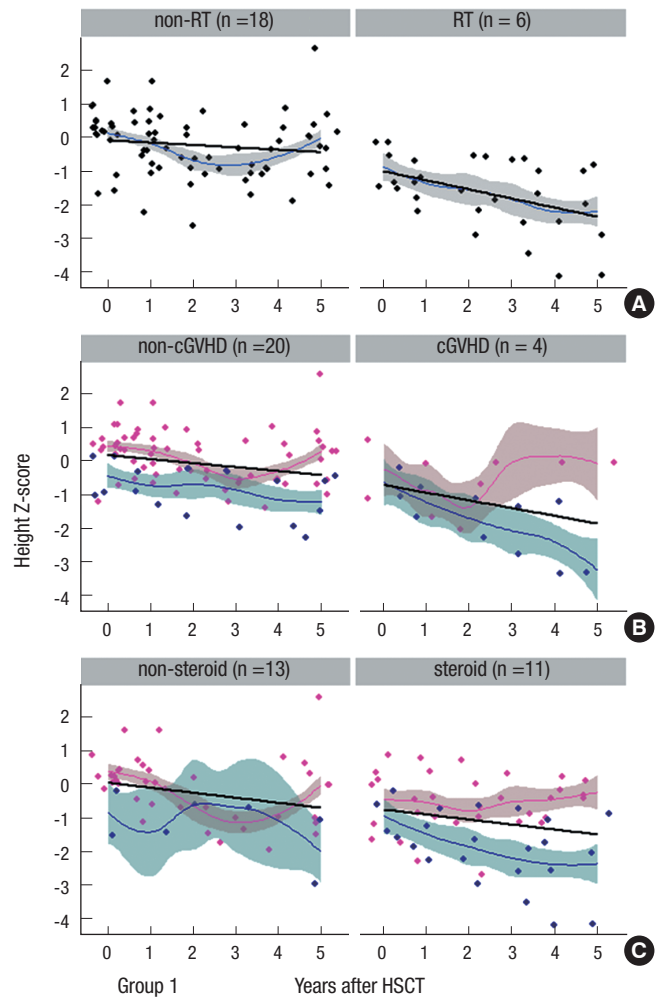 non-RT (n =18) RT (n = 6)
2
1
0
-1
-2
-3
-4
0 1 2 3 4 5 0 1 2 3 4 5
A
non-cGVHD (n =20) cGVHD (n = 4)
2
1
0
-1
-2
-3
-4
0 1 2 3 4 5 0 1 2 3 4 5
B
Height Z-score
non-steroid (n =13) steroid (n =11)
2
1
0
-1
-2
-3
-4
0 1 2 3 4 5 0 1 2 3 4 5
C
Group 1 Years after HSCT